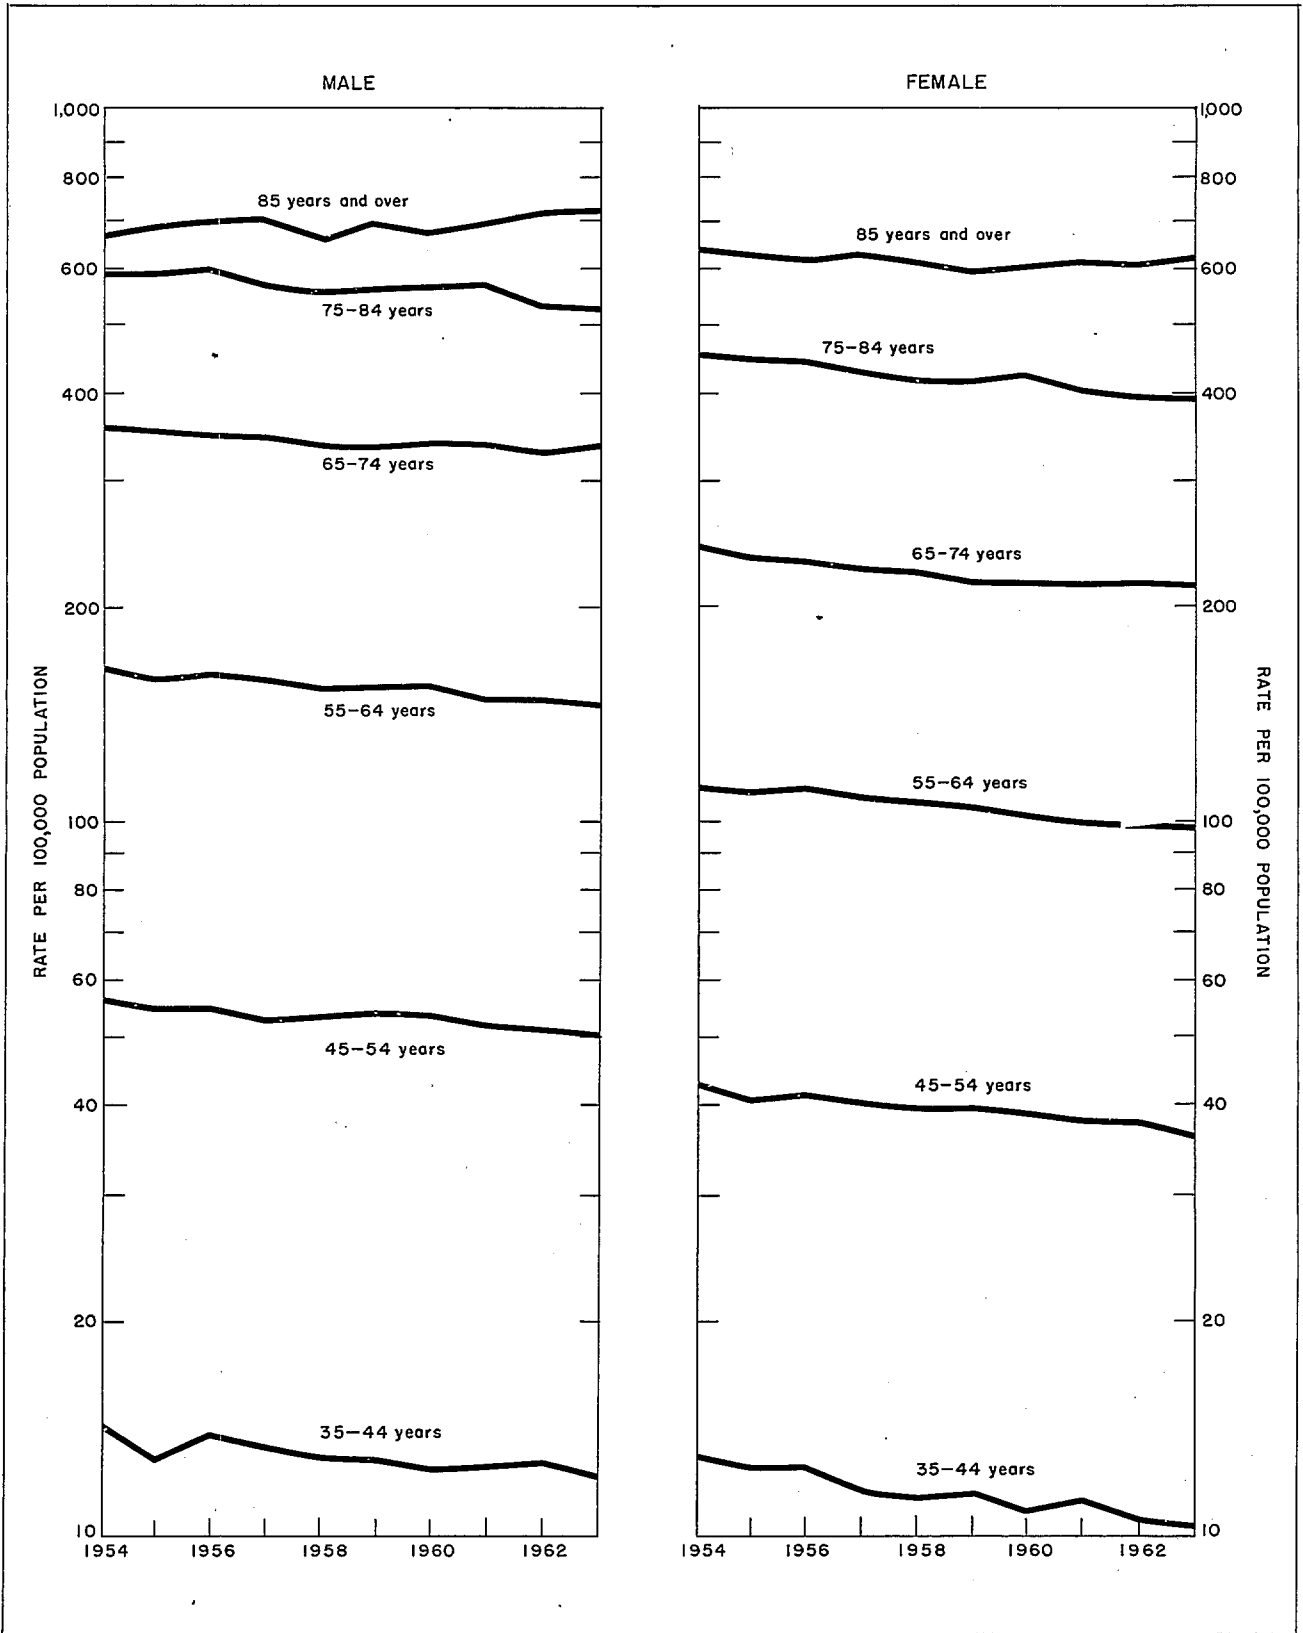 MALE
1,000
800
600
400
200
100
80
60
40
20
10
RATE PER 100,000 POPULATION
85 years and over
75-84 years
65-74 years
55-64 years
45-54 years
35-44 years
1954 1956 1958 1960 1962
FEMALE
85 years and over
75-84 years
65-74 years
55-64 years
45-54 years
35-44 years
1,000
800
600
400
200
100
80
60
40
20
10
RATE PER 100,000 POPULATION
1954 1956 1958 1960 1962